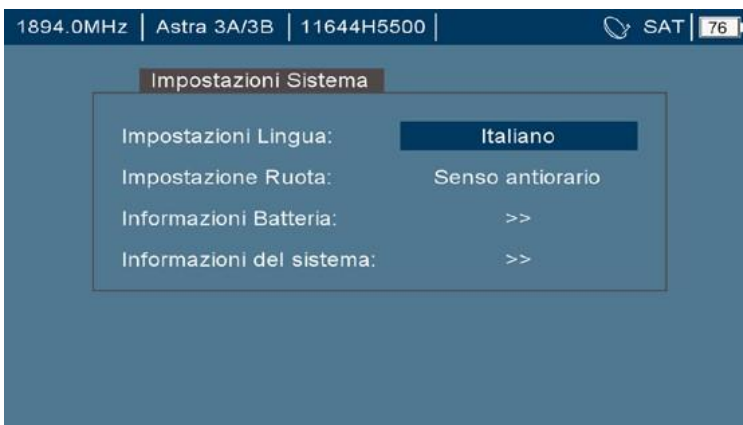 1894.0MHz | Astra 3A/3B | 11644H5500 | SAT | 76
Impostazioni Sistema
Impostazioni Lingua: Italiano
Impostazione Ruota: Senso antiorario
Informazioni Batteria: >>
Informazioni del sistema: >>